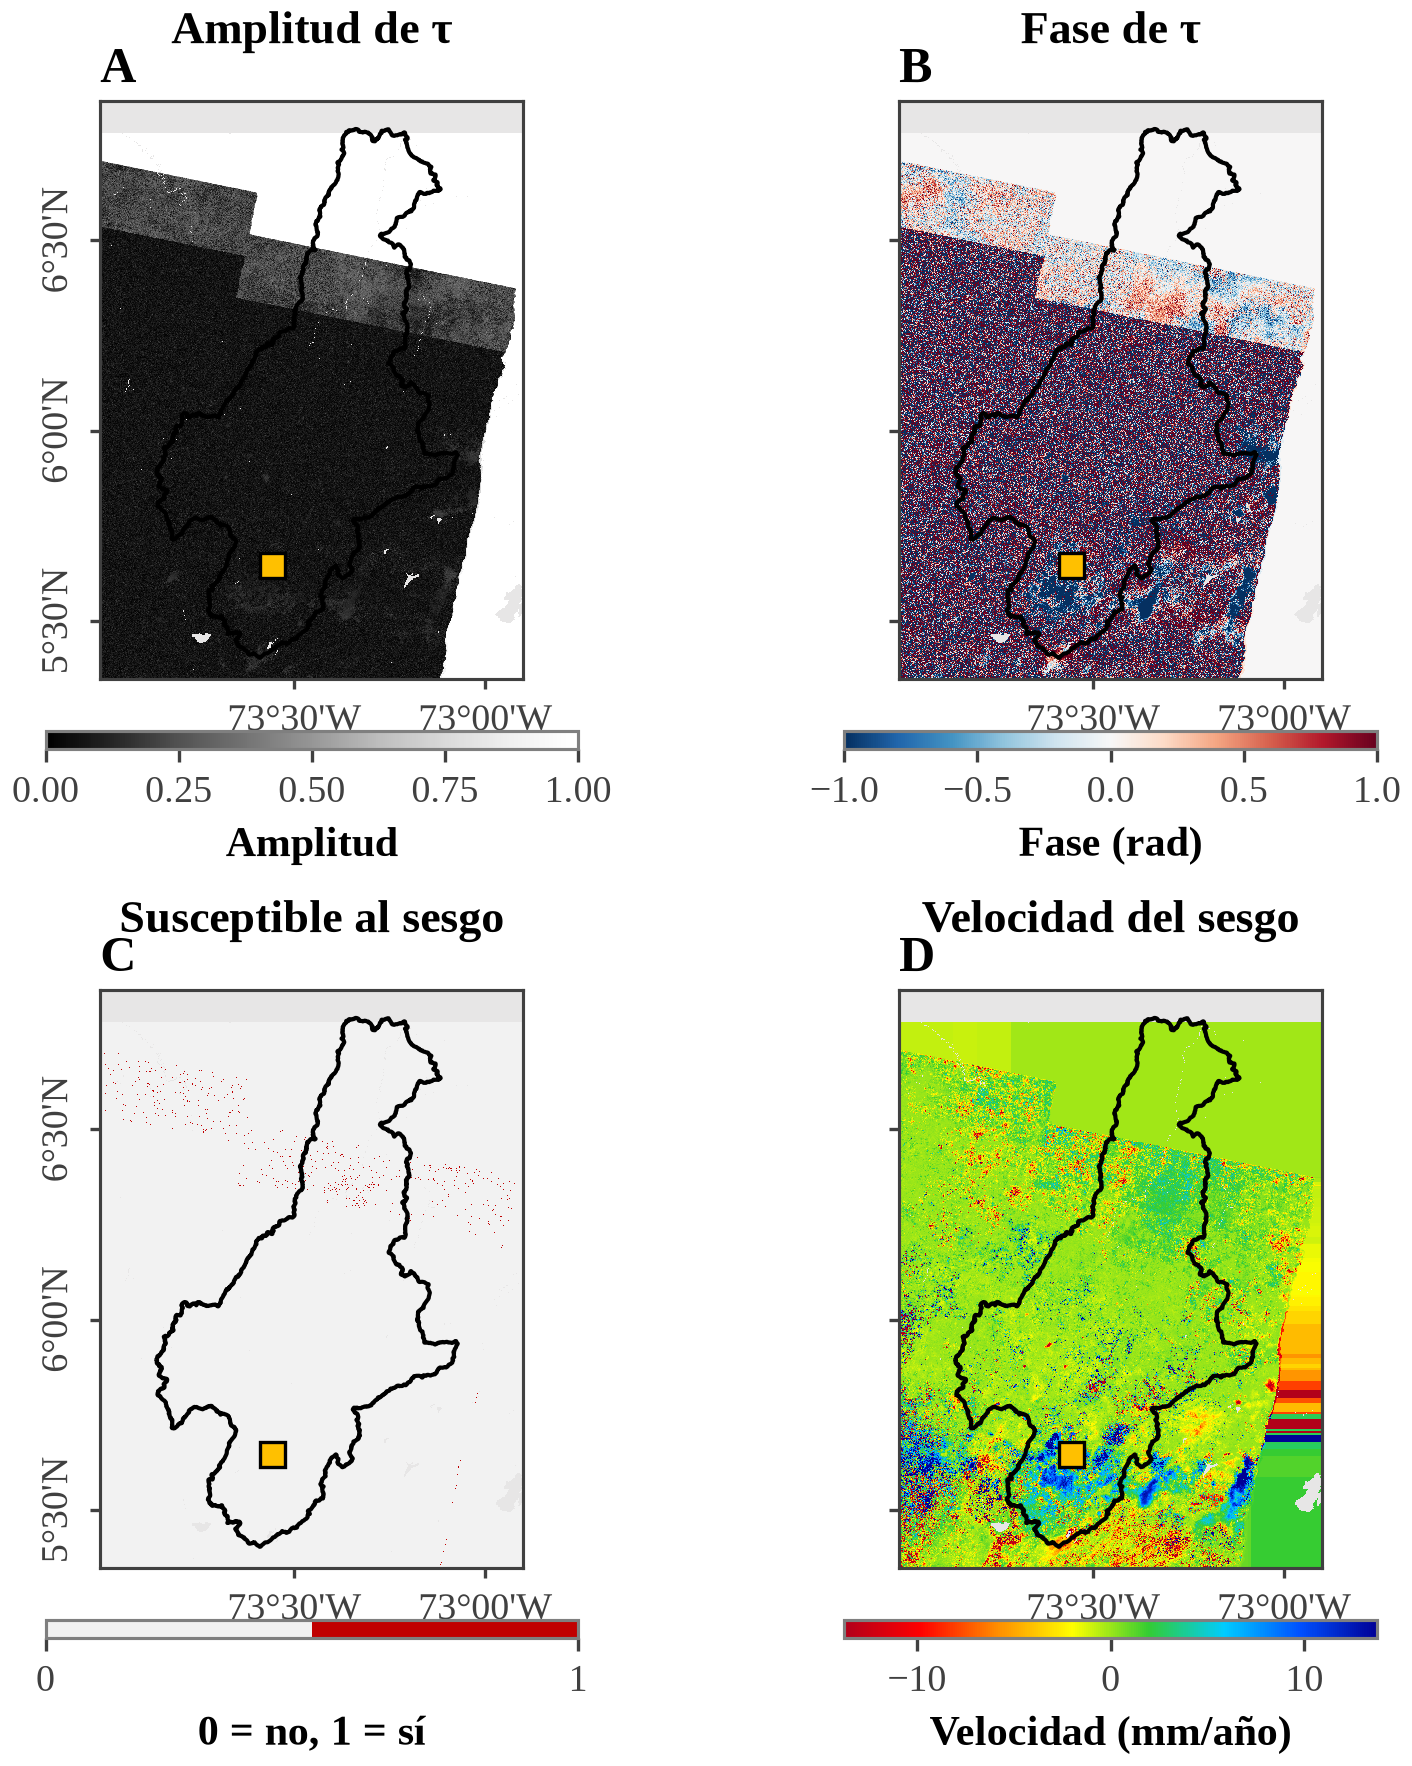 Amplitud de τ
A
6°30'N
6°00'N
5°30'N
73°30'W 73°00'W
0.00 0.25 0.50 0.75 1.00
Amplitud
Fase de τ
B
73°30'W 73°00'W
−1.0 −0.5 0.0 0.5 1.0
Fase (rad)
Susceptible al sesgo
C
6°30'N
6°00'N
5°30'N
73°30'W 73°00'W
0 1
0 = no, 1 = sí
Velocidad del sesgo
D
73°30'W 73°00'W
−10 0 10
Velocidad (mm/año)